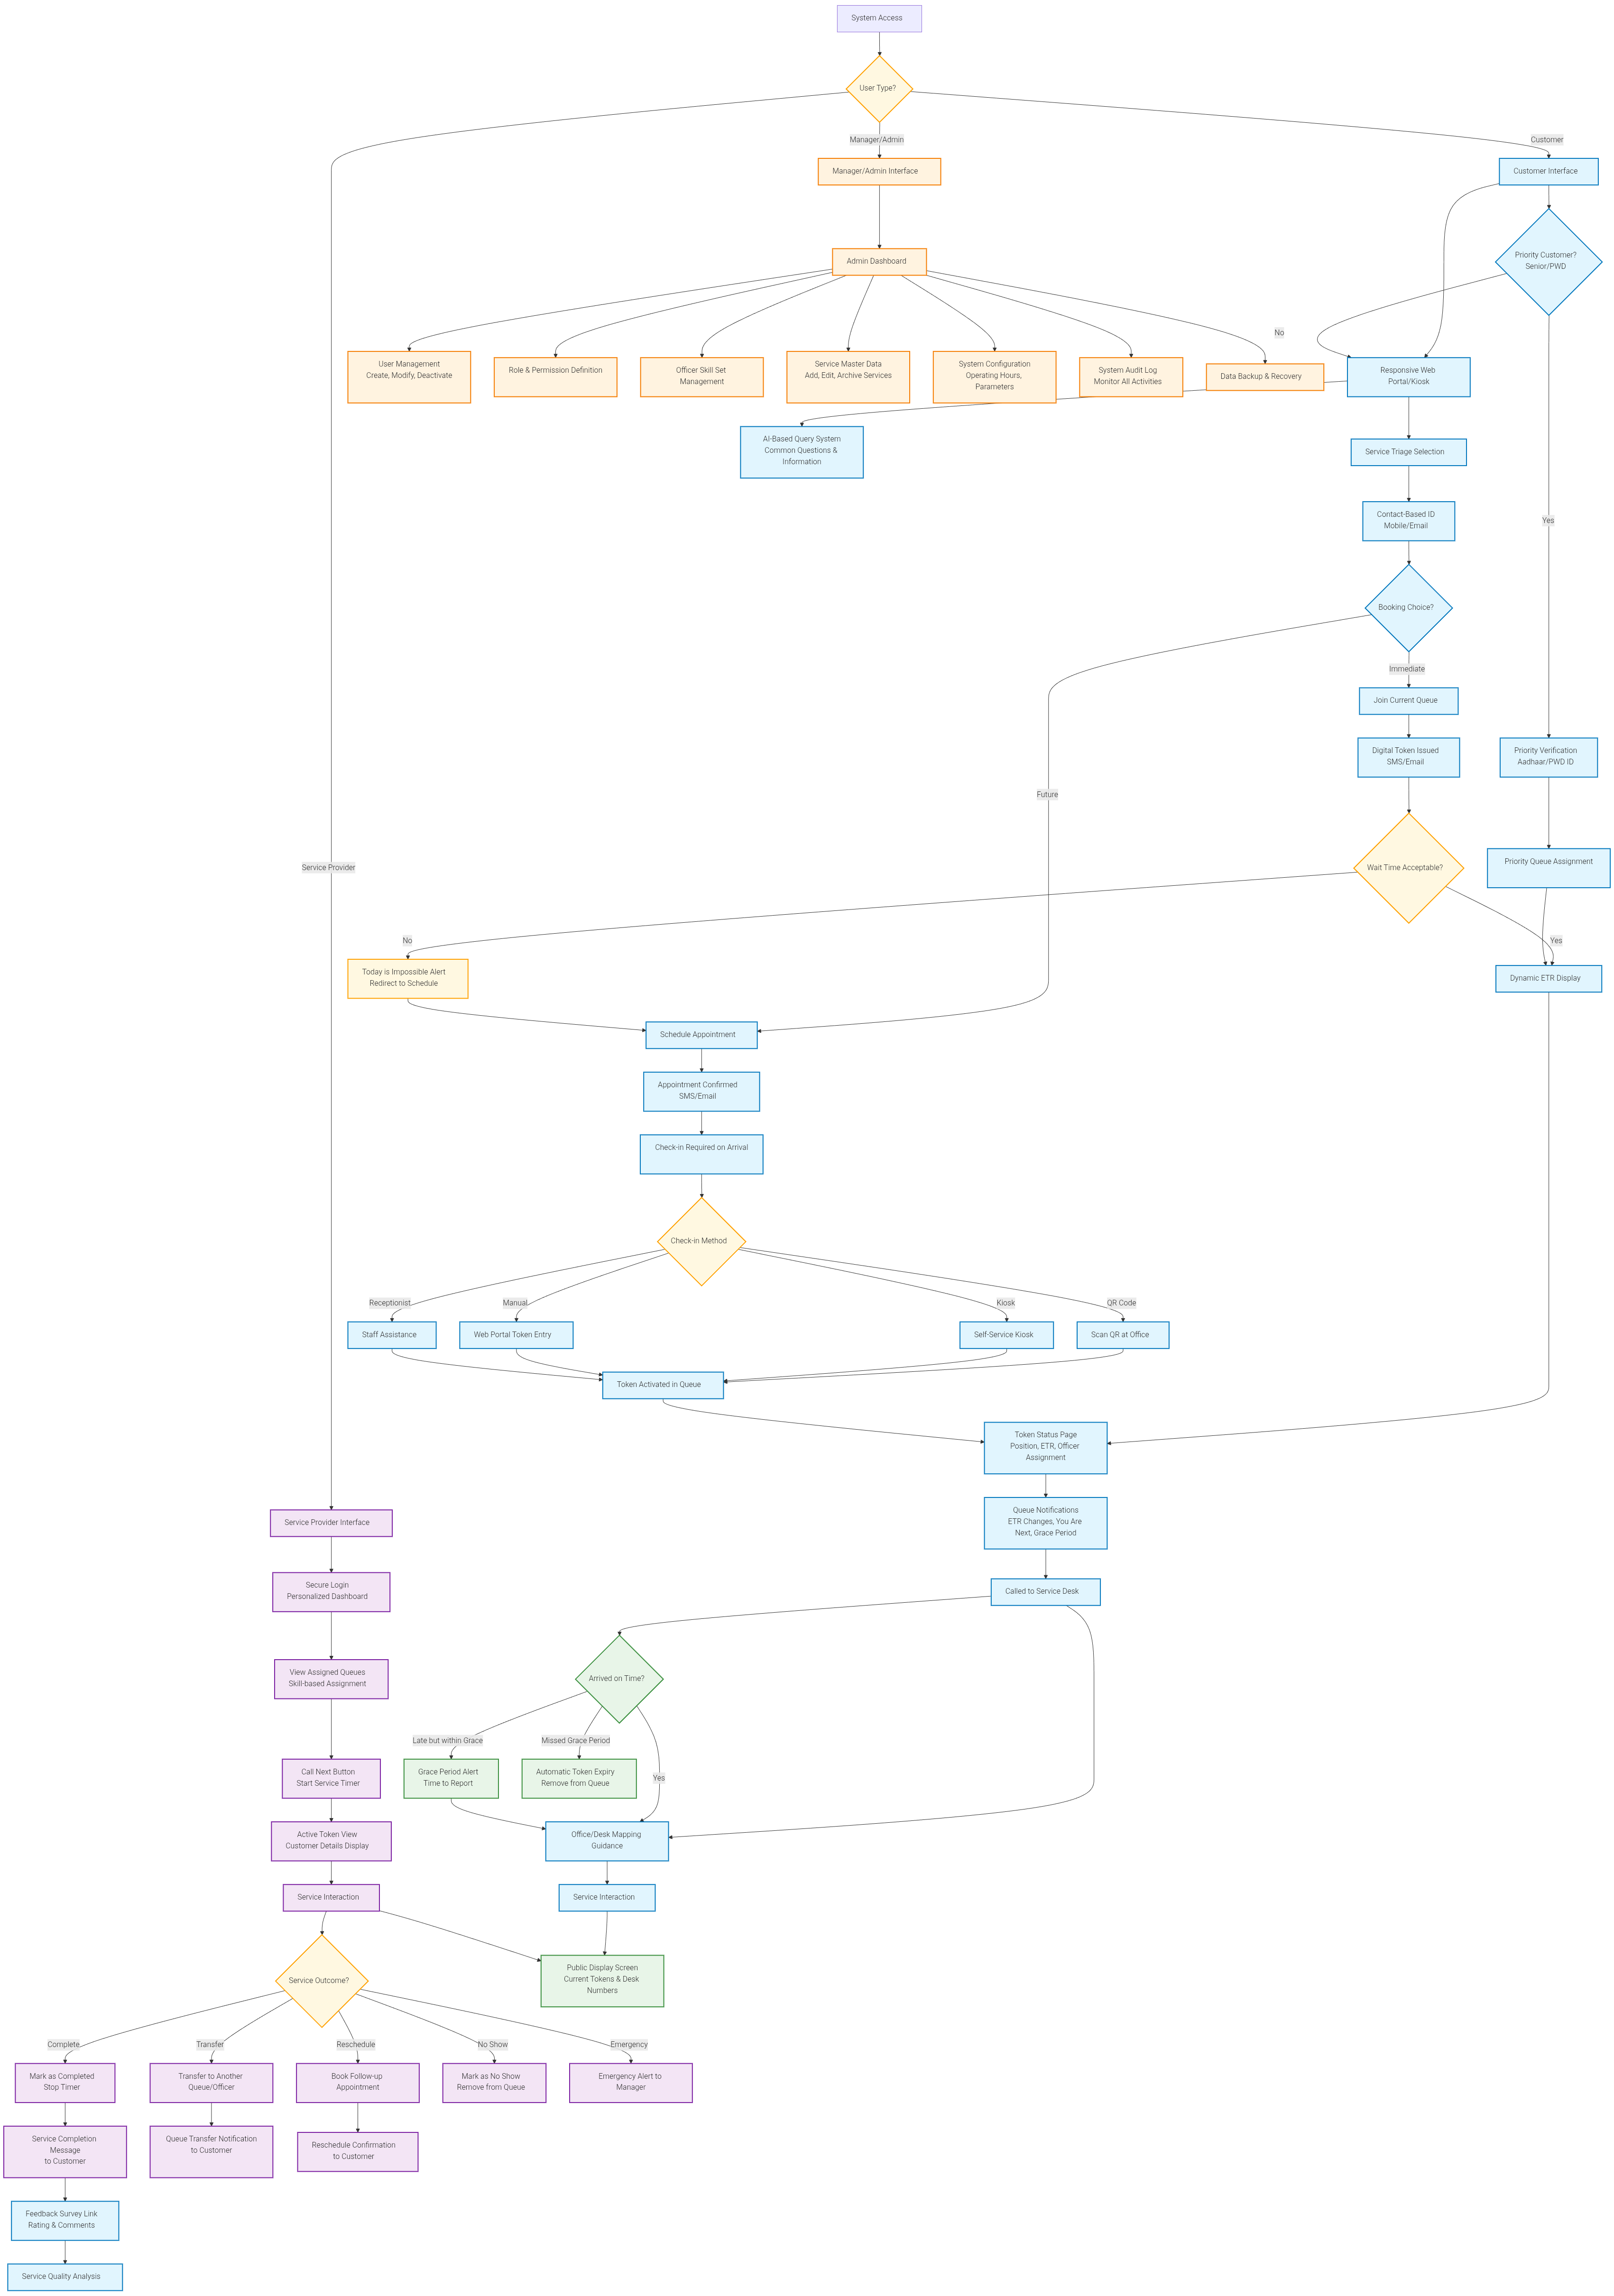 System Access
User Type?
Manager/Admin
Customer
Manager/Admin Interface
Customer Interface
Admin Dashboard
Priority Customer?
Senior/PWD
No
User Management
Create, Modify, Deactivate
Role & Permission Definition
Officer Skill Set
Management
Service Master Data
Add, Edit, Archive Services
System Configuration
Operating Hours,
Parameters
System Audit Log
Monitor All Activities
Data Backup & Recovery
Responsive Web
Portal/Kiosk
AI-Based Query System
Common Questions &
Information
Service Triage Selection
Contact-Based ID
Mobile/Email
Yes
Booking Choice?
Immediate
Join Current Queue
Digital Token Issued
SMS/Email
Priority Verification
Aadhaar/PWD ID
Future
Service Provider
Wait Time Acceptable?
Priority Queue Assignment
No
Yes
Today is Impossible Alert
Redirect to Schedule
Dynamic ETR Display
Schedule Appointment
Appointment Confirmed
SMS/Email
Check-in Required on Arrival
Check-in Method
Receptionist
Manual
Kiosk
QR Code
Staff Assistance
Web Portal Token Entry
Self-Service Kiosk
Scan QR at Office
Token Activated in Queue
Token Status Page
Position, ETR, Officer
Assignment
Queue Notifications
ETR Changes, You Are
Next, Grace Period
Service Provider Interface
Secure Login
Personalized Dashboard
Called to Service Desk
View Assigned Queues
Skill-based Assignment
Arrived on Time?
Late but within Grace
Missed Grace Period
Yes
Call Next Button
Start Service Timer
Grace Period Alert
Time to Report
Automatic Token Expiry
Remove from Queue
Active Token View
Customer Details Display
Office/Desk Mapping
Guidance
Service Interaction
Service Interaction
Service Outcome?
Public Display Screen
Current Tokens & Desk
Numbers
Complete
Transfer
Reschedule
No Show
Emergency
Mark as Completed
Stop Timer
Transfer to Another
Queue/Officer
Book Follow-up
Appointment
Mark as No Show
Remove from Queue
Emergency Alert to
Manager
Service Completion
Message
to Customer
Queue Transfer Notification
to Customer
Reschedule Confirmation
to Customer
Feedback Survey Link
Rating & Comments
Service Quality Analysis